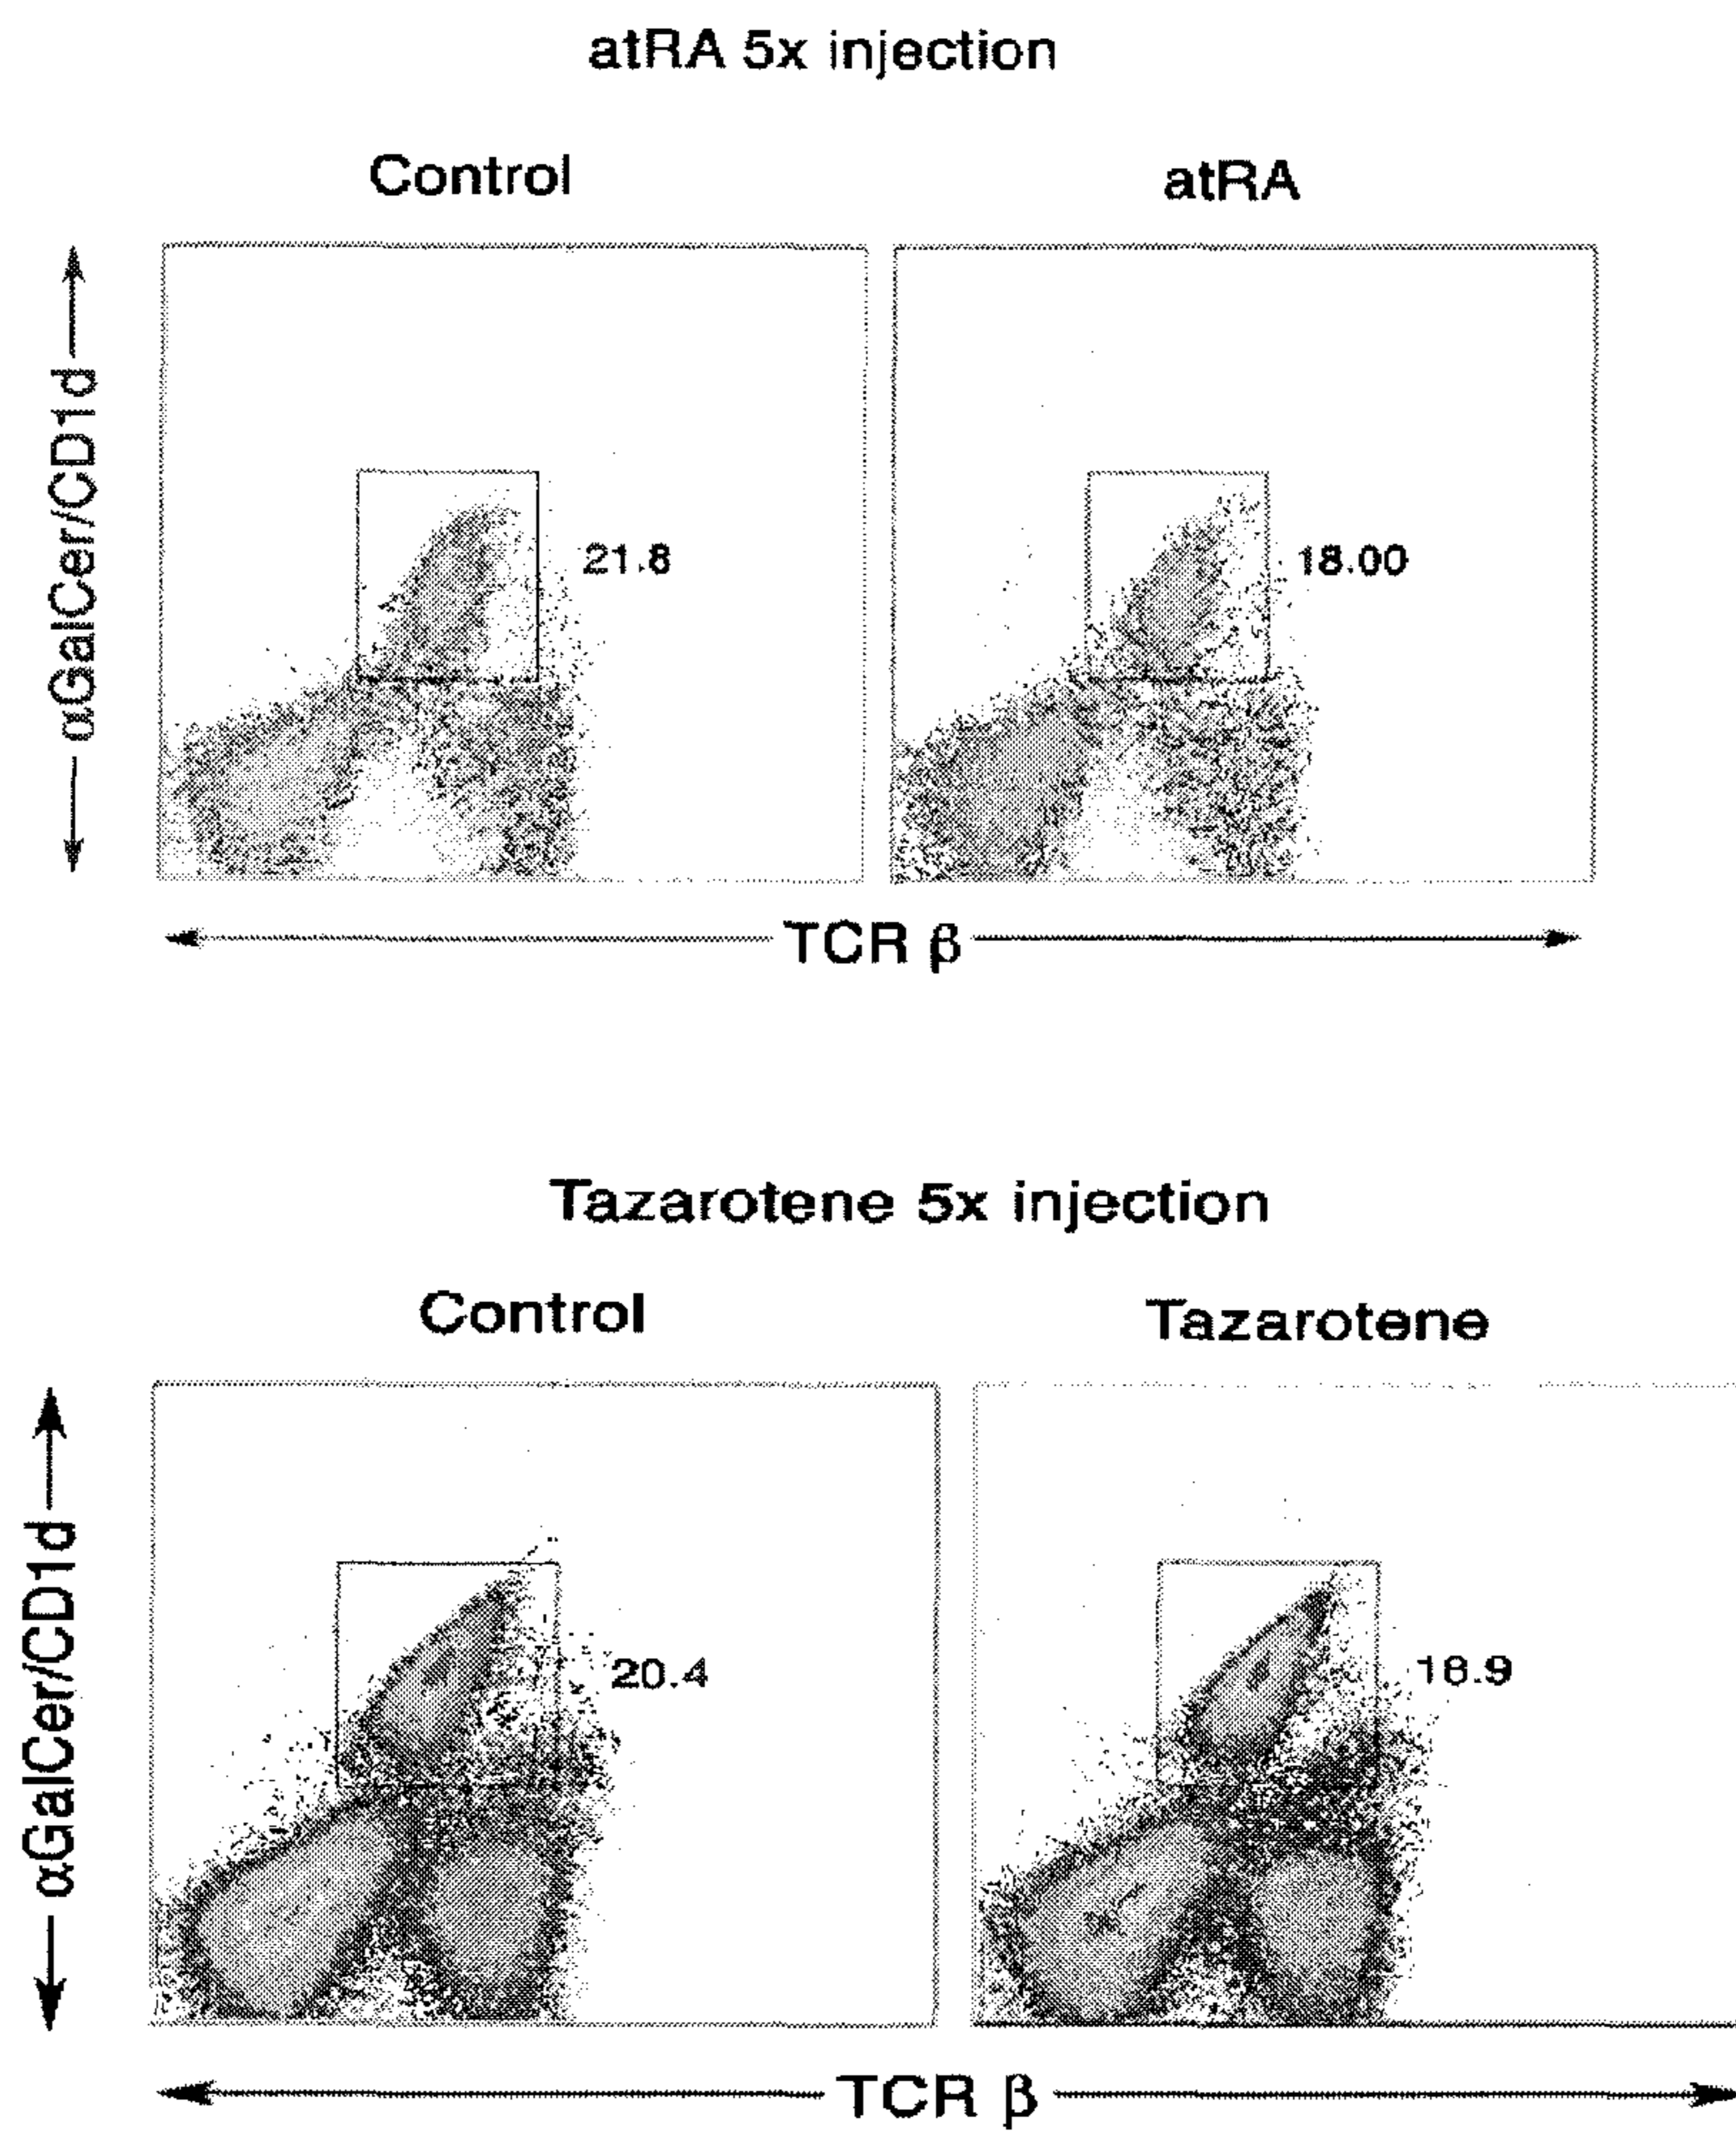 atRA 5x injection
Control
atRA
αGalCer/CD1d
21.8
18.00
TCR β
Tazarotene 5x injection
Control
Tazarotene
αGalCer/CD1d
20.4
18.9
TCR β